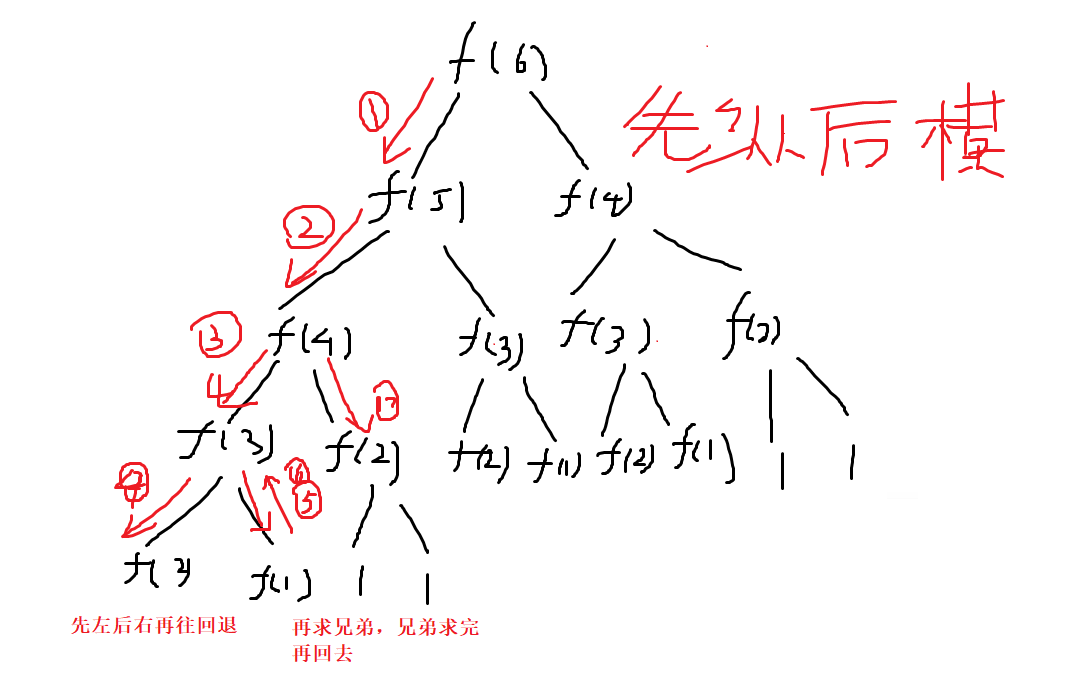 f(6)
先纵后横
①
f(5) f(4)
②
③ f(4) f(3) f(3) f(2)
f(3) f(2) f(2) f(1) f(2) f(1) 1 1
④ ⑥
⑤
f(2) f(1) 1 1
先左后右再往回退
再求兄弟，兄弟求完
再回去